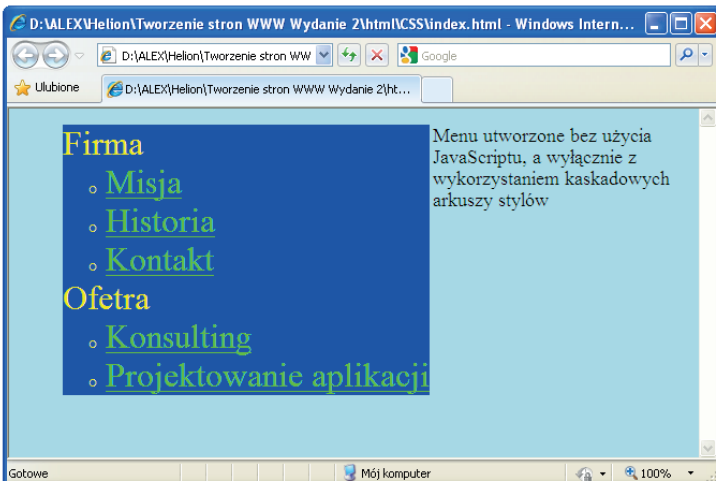 D:\ALEX\Helion\Tworzenie stron WWW Wydanie 2\html\CSS\index.html - Windows Intern...
D:\ALEX\Helion\Tworzenie stron WW
Google
Ulubione
D:\ALEX\Helion\Tworzenie stron WWW Wydanie 2\ht...
Firma
Misja
Historia
Kontakt
Ofetra
Konsulting
Projektowanie aplikacji
Menu utworzone bez użycia
JavaScriptu, a wyłącznie z
wykorzystaniem kaskadowych
arkuszy stylów
Gotowe
Mój komputer
100%